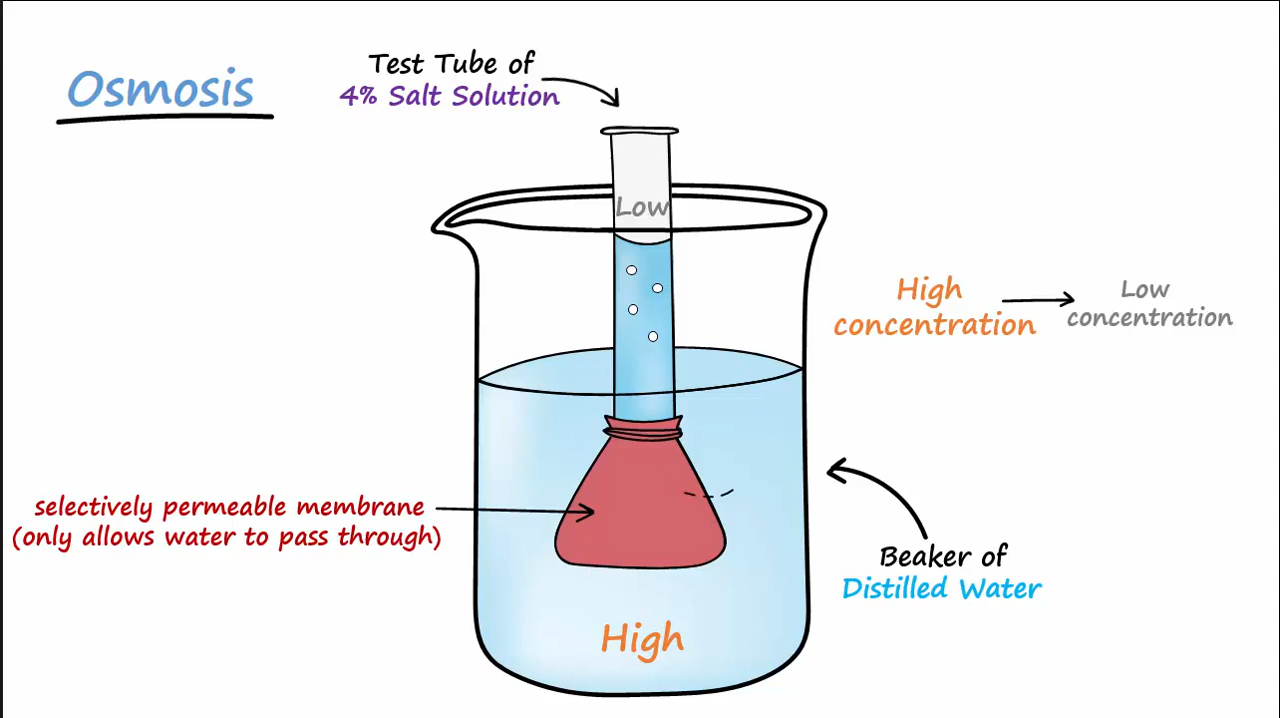 Osmosis
Test Tube of
4% Salt Solution
Low
High
concentration
Low
concentration
selectively permeable membrane
(only allows water to pass through)
Beaker of
Distilled Water
High